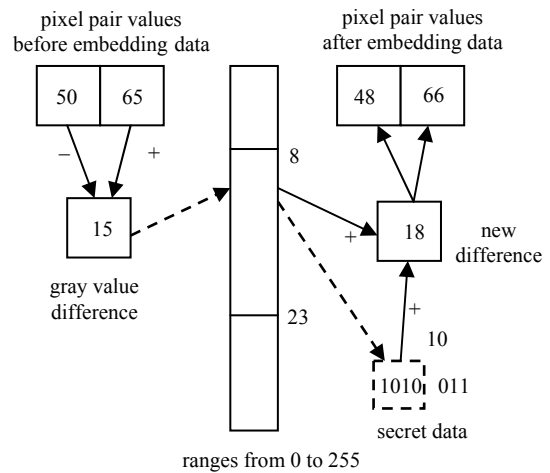 pixel pair values
before embedding data
pixel pair values
after embedding data
50 65
48 66
− +
8
15
+
18
new
difference
gray value
difference
23
+
10
1010 011
secret data
ranges from 0 to 255